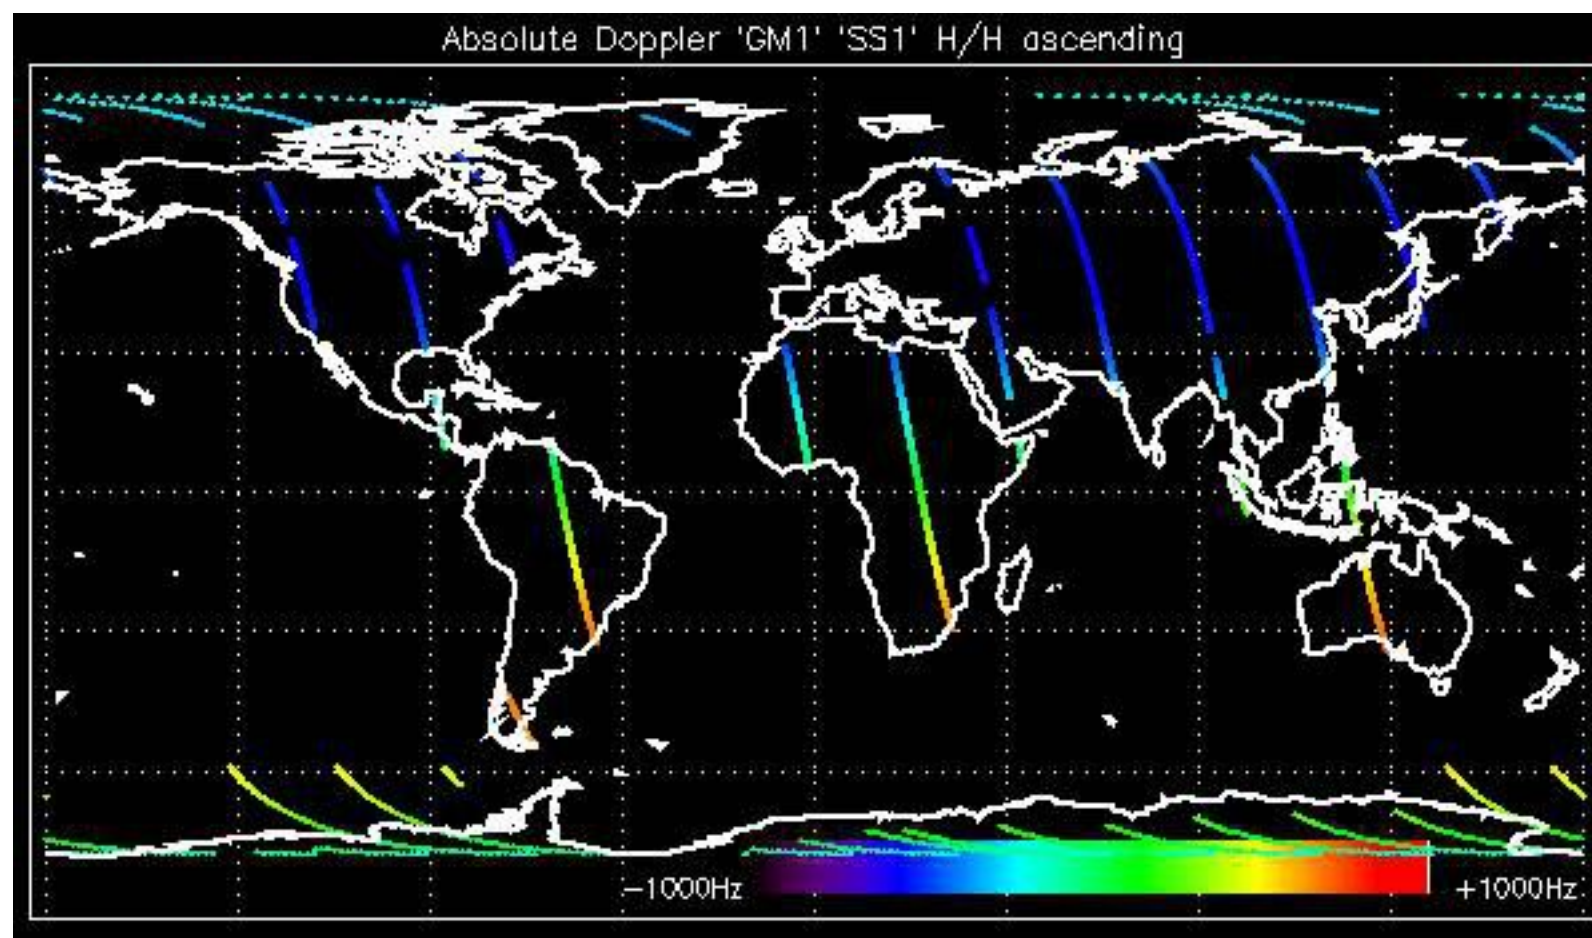 Absolute Doppler 'GM1' 'SS1' H/H ascending
−1000Hz
+1000Hz